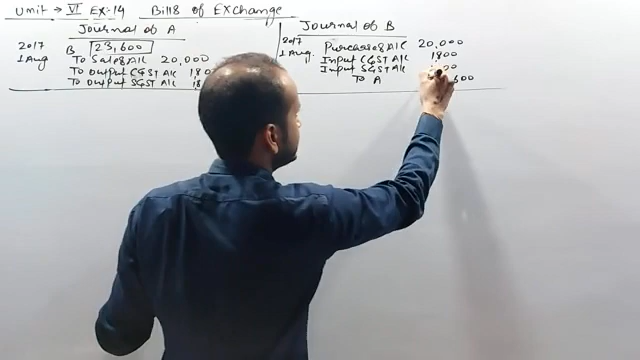 Unit → VI Ex:-14 Bills of Exchange
Journal of A
2017
1 Aug B 23,600
To Sales A/C 20,000
To Output CGST A/C 180
To Output SGST A/C 18
Journal of B
2017
1 Aug. Purchases A/C 20,000
Input CGST A/C 1800
Input SGST A/C 00
To A 600